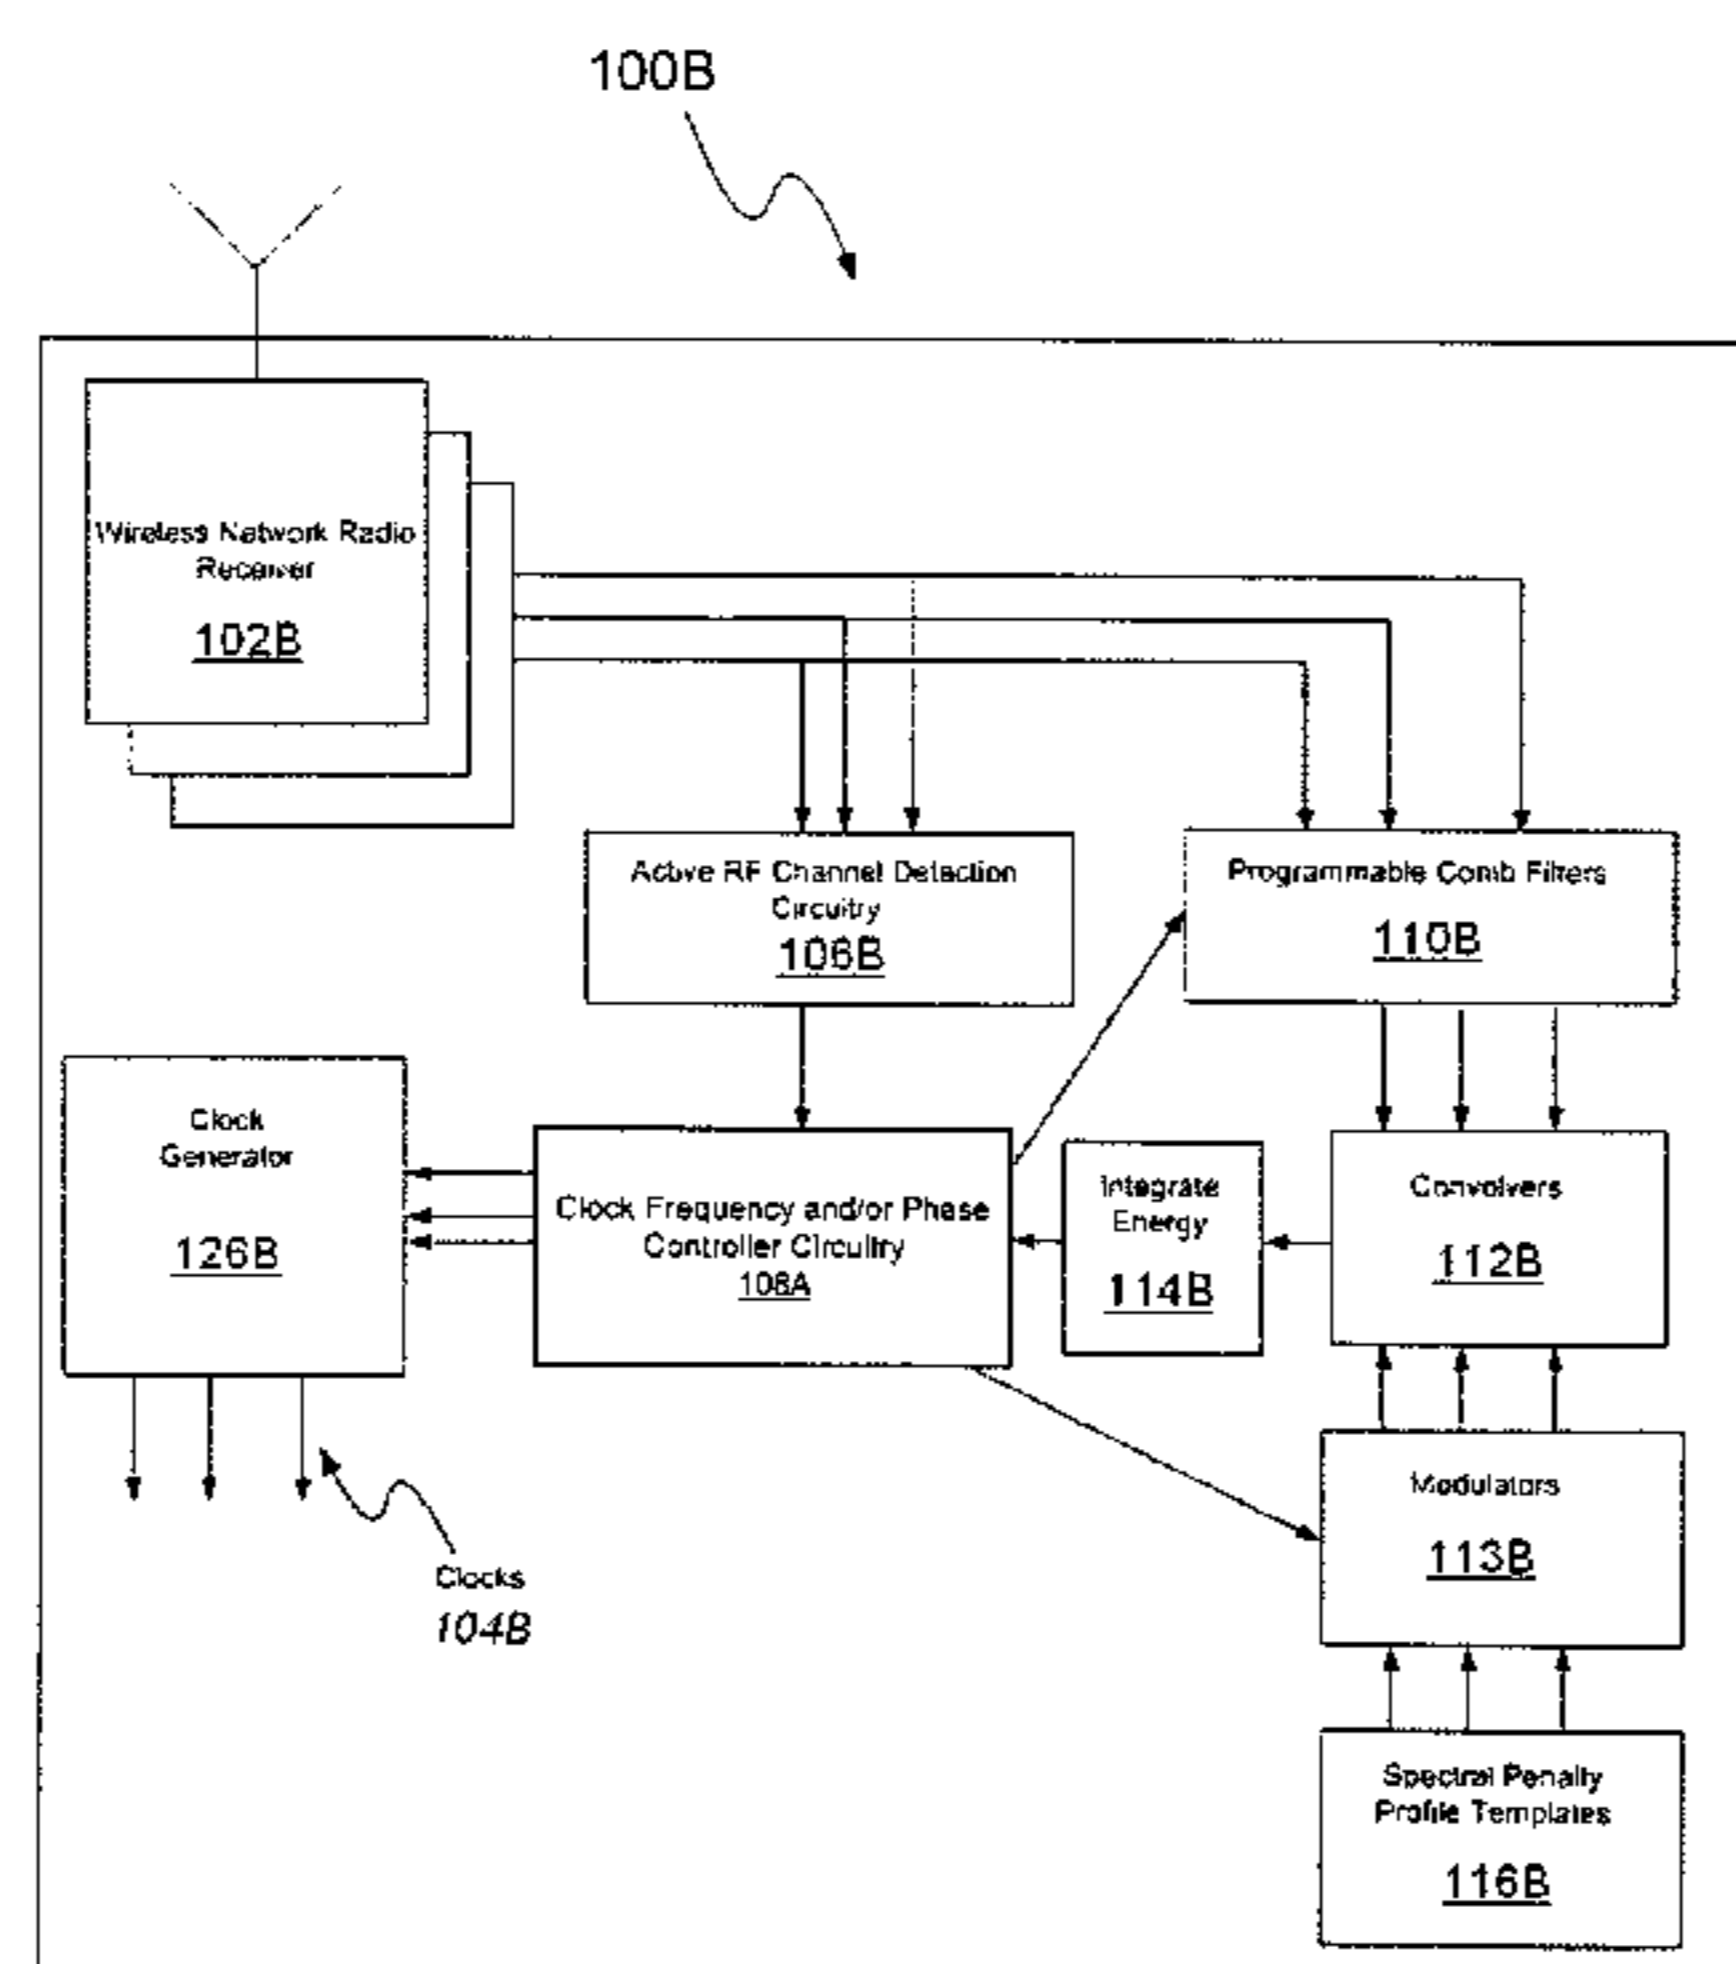 100B
Wireless Network Radio
Receiver
102B
Active RF Channel Detection
Circuitry
106B
Programmable Comb Filters
110B
Clock
Generator
126B
Clock Frequency and/or Phase
Controller Circuitry
108A
Integrate
Energy
114B
Convolvers
112B
Modulators
113B
Clocks
104B
Spectral Penalty
Profile Templates
116B